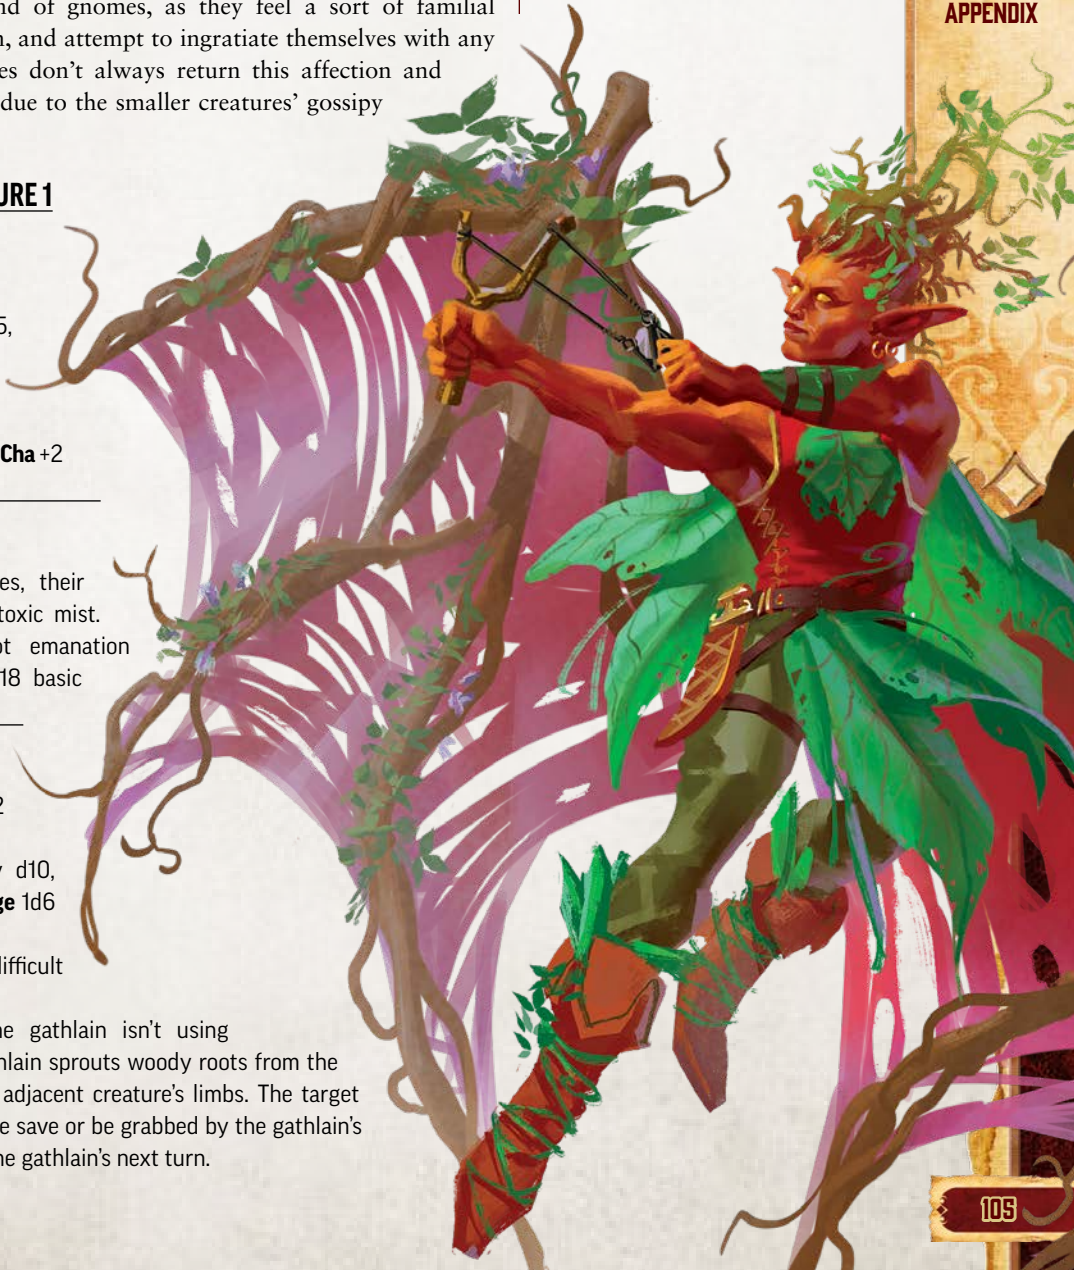 nd of gnomes, as they feel a sort of familial
n, and attempt to ingratiate themselves with any
es don't always return this affection and
due to the smaller creatures' gossipy
APPENDIX
URE 1
5,
Cha +2
es, their
toxic mist.
ot emanation
18 basic
2
y d10,
ge 1d6
difficult
he gathlain isn't using
hlain sprouts woody roots from the
adjacent creature's limbs. The target
e save or be grabbed by the gathlain's
he gathlain's next turn.
105